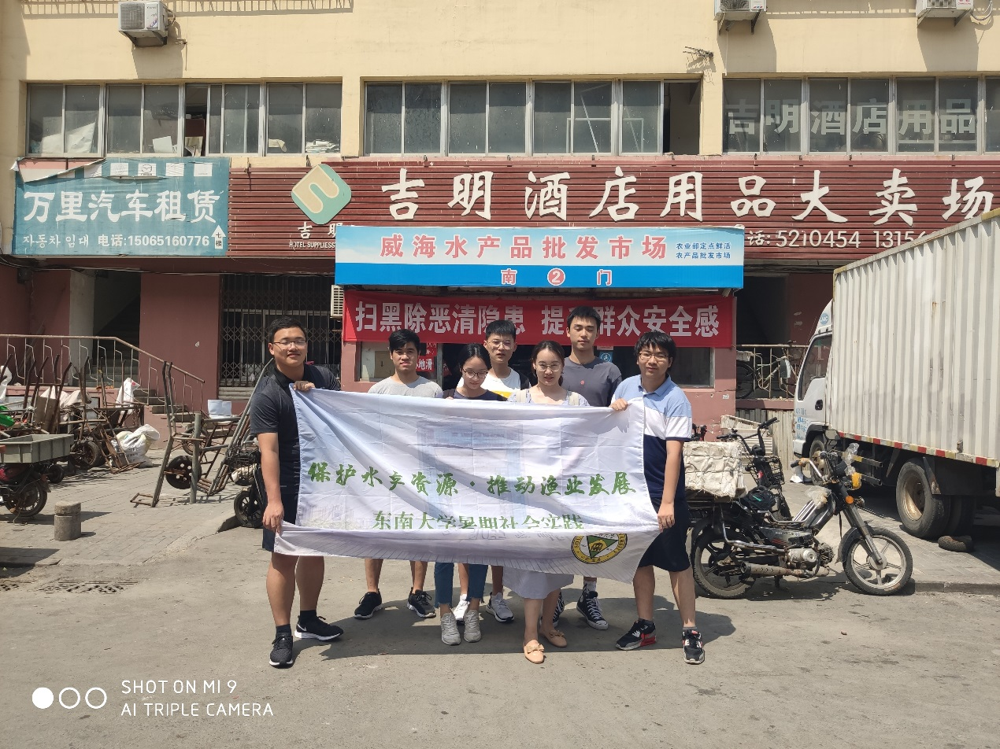 吉明酒店用品
万里汽车租赁
자동차 임대 电话:15065160776
七楼
吉明酒店用品大卖场
吉明
HOTEL SUPPLIES
话: 5210454 13156
威海水产品批发市场
农业部定点鲜活
农产品批发市场
南 2 门
扫黑除恶清隐患 提 群众安全感
地滑
保护水产资源·推动渔业发展
东南大学暑期社会实践
SHOT ON MI 9
AI TRIPLE CAMERA